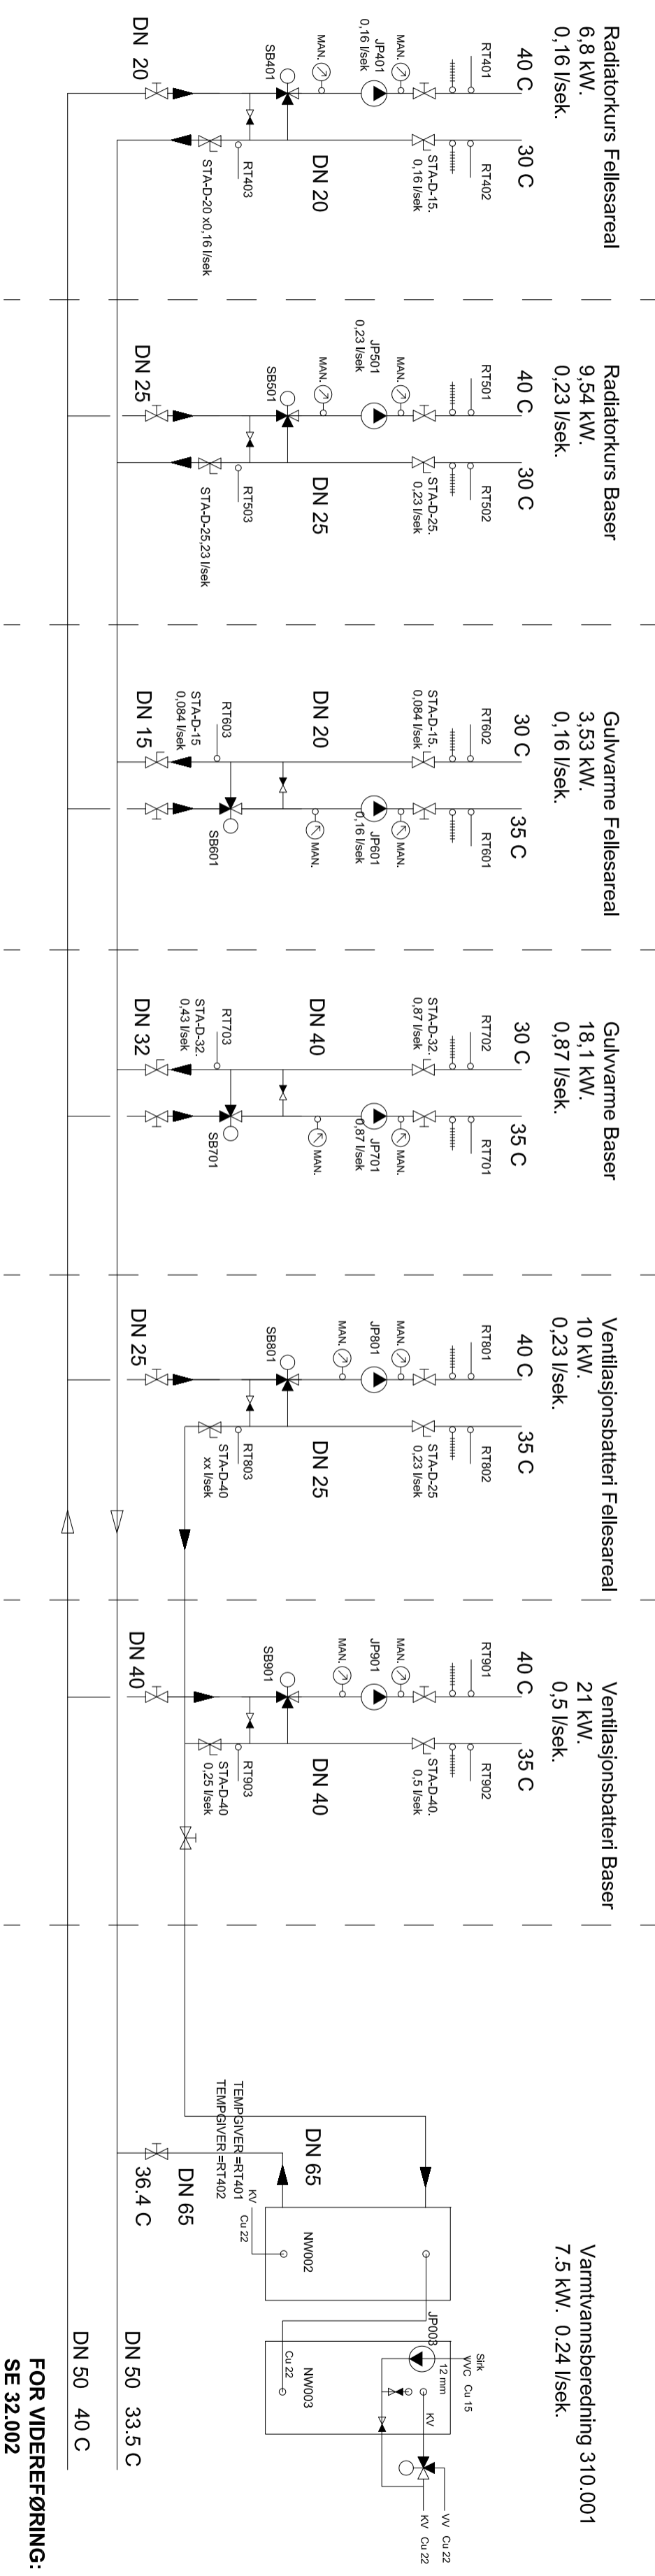 Radiatorkurs Fellesareal
6,8 kW.
0,16 l/sek.
40 C
30 C
RT401
RT402
MAN.
JP401
0,16 l/sek
MAN.
STA-D-15.
0,16 l/sek
SB401
DN 20
RT403
STA-D-20 x0,16 l/sek
DN 20
Radiatorkurs Baser
9,54 kW.
0,23 l/sek.
40 C
30 C
RT501
RT502
MAN.
JP501
0,23 l/sek
MAN.
STA-D-25.
0,23 l/sek
SB501
DN 25
RT503
STA-D-25,23 l/sek
DN 25
Gulvvarme Fellesareal
3,53 kW.
0,16 l/sek.
30 C
35 C
RT602
RT601
STA-D-15.
0,084 l/sek
MAN.
JP601
0,16 l/sek
MAN.
DN 20
RT603
SB601
STA-D-15
0,084 l/sek
DN 15
Gulvvarme Baser
18,1 kW.
0,87 l/sek.
30 C
35 C
RT702
RT701
STA-D-32.
0,87 l/sek
MAN.
JP701
0,87 l/sek
MAN.
DN 40
RT703
SB701
STA-D-32.
0,43 l/sek
DN 32
Ventilasjonsbatteri Fellesareal
10 kW.
0,23 l/sek.
40 C
35 C
RT801
RT802
MAN.
JP801
MAN.
STA-D-25
0,23 l/sek
SB801
DN 25
RT803
STA-D-40
xx l/sek
DN 25
Ventilasjonsbatteri Baser
21 kW.
0,5 l/sek.
40 C
35 C
RT901
RT902
MAN.
JP901
MAN.
STA-D-40.
0,5 l/sek
SB901
DN 40
RT903
STA-D-40
0,25 l/sek
DN 40
Varmtvannsberedning 310.001
7.5 kW. 0.24 l/sek.
Sirk
VVC Cu 15
12 mm
JP003
KV
VV Cu 22
KV Cu 22
NW002
NW003
Cu 22
DN 65
TEMPGIVER =RT401
TEMPGIVER =RT402
KV
Cu 22
DN 65
36.4 C
DN 50 33.5 C
DN 50 40 C
FOR VIDEREFØRING:
SE 32.002